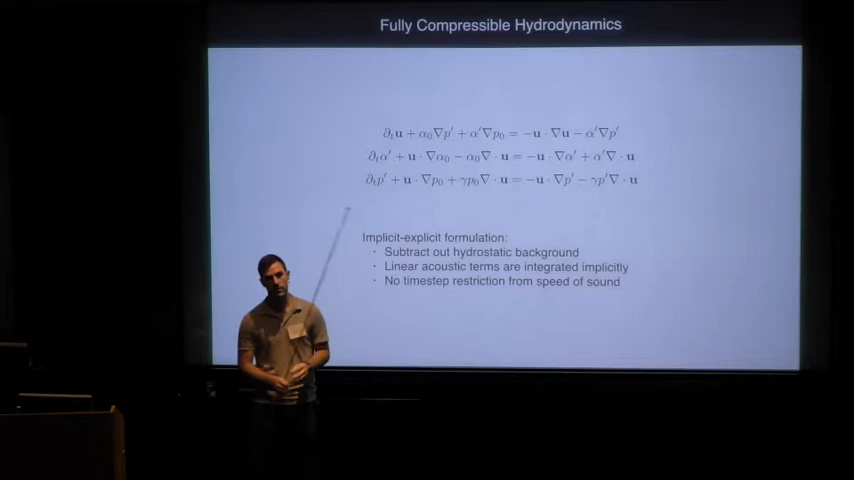 Fully Compressible Hydrodynamics
∂ₜu + α₀∇p′ + α′∇p₀ = −u · ∇u − α′∇p′
∂ₜα′ + u · ∇α₀ − α₀∇ · u = −u · ∇α′ + α′∇ · u
∂ₜp′ + u · ∇p₀ + γp₀∇ · u = −u · ∇p′ − γp′∇ · u
Implicit-explicit formulation:
· Subtract out hydrostatic background
· Linear acoustic terms are integrated implicitly
· No timestep restriction from speed of sound